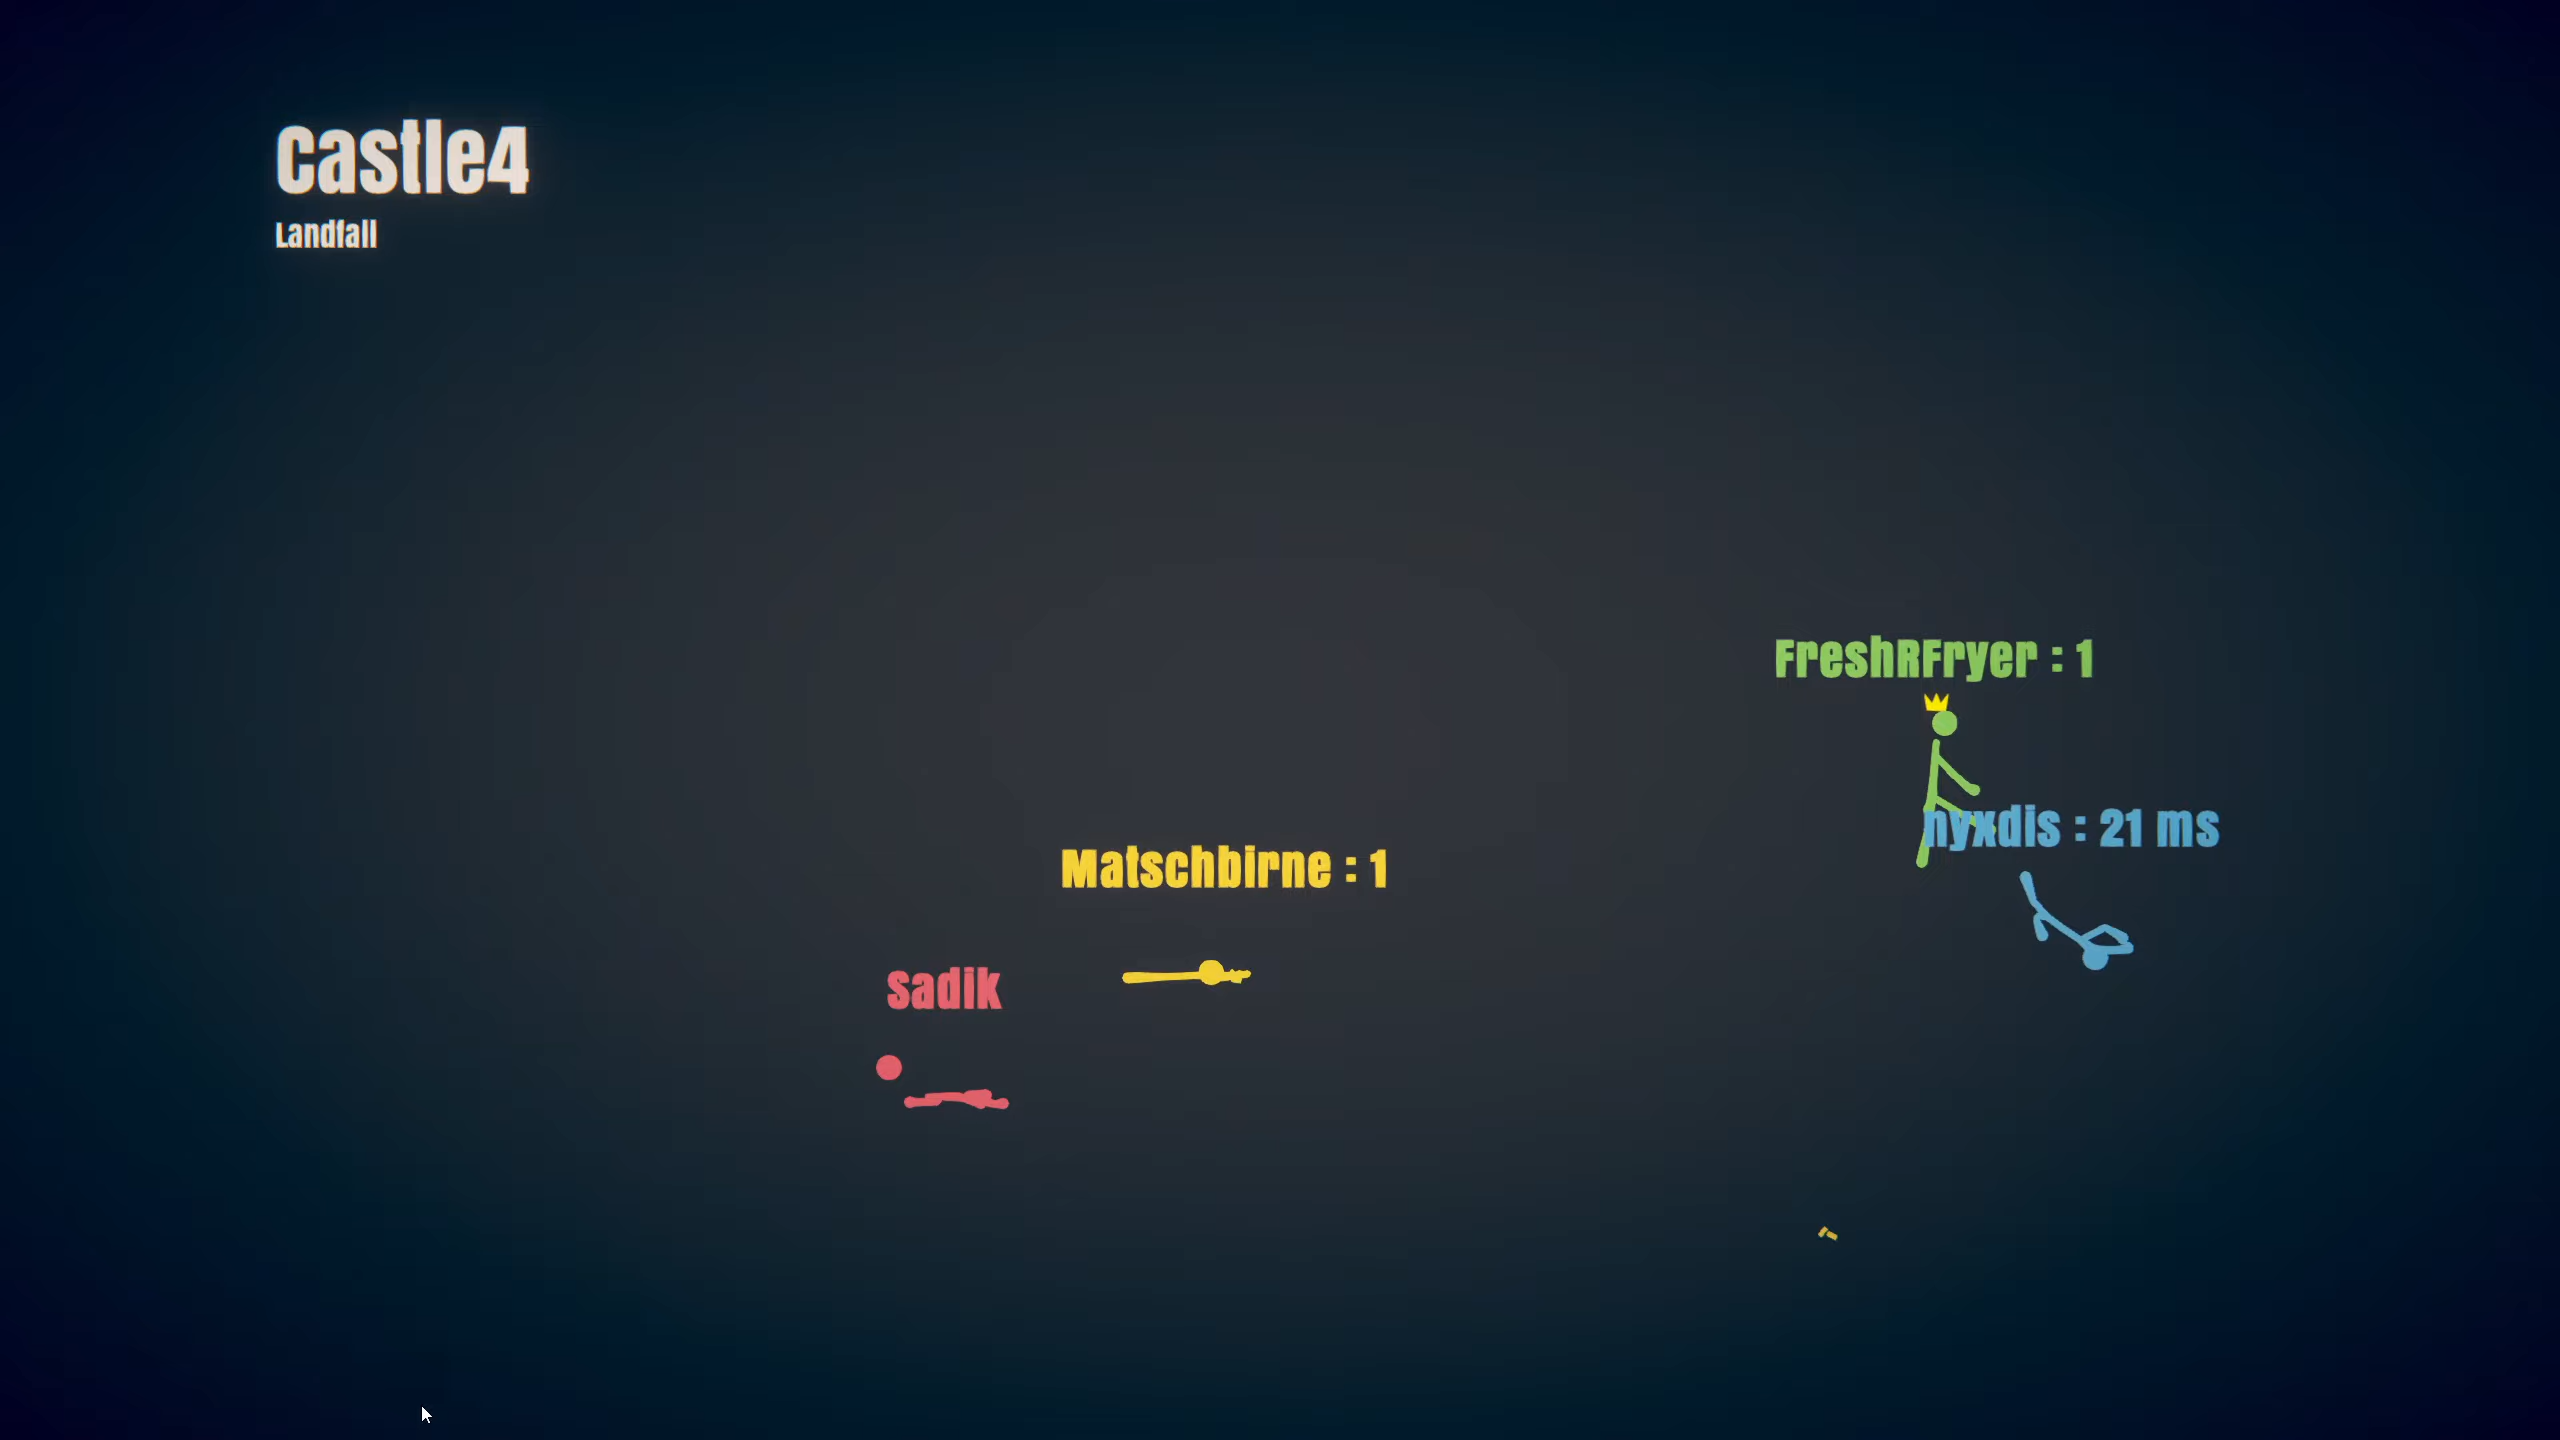 Castle4
Landfall
FreshRFryer : 1
nyxdis : 21 ms
Matschbirne : 1
Sadik